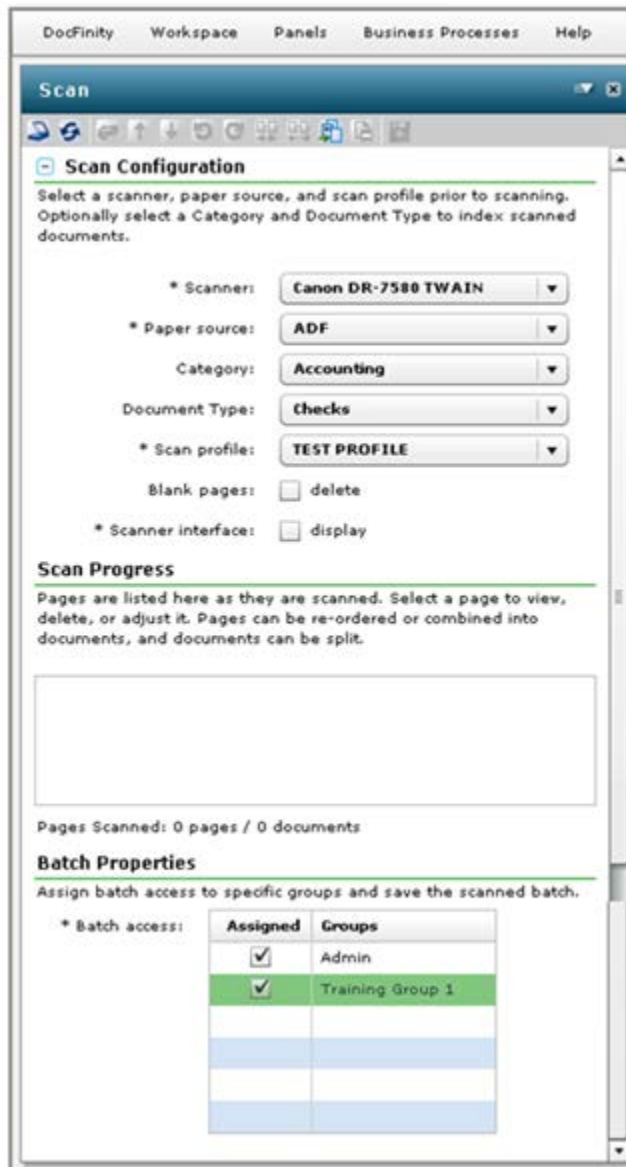 DocFinity Workspace Panels Business Processes Help
Scan
Scan Configuration
Select a scanner, paper source, and scan profile prior to scanning.
Optionally select a Category and Document Type to index scanned
documents.
* Scanner: Canon DR-7580 TWAIN
* Paper source: ADF
Category: Accounting
Document Type: Checks
* Scan profile: TEST PROFILE
Blank pages: delete
* Scanner interface: display
Scan Progress
Pages are listed here as they are scanned. Select a page to view,
delete, or adjust it. Pages can be re-ordered or combined into
documents, and documents can be split.
Pages Scanned: 0 pages / 0 documents
Batch Properties
Assign batch access to specific groups and save the scanned batch.
* Batch access: Assigned Groups
Admin
Training Group 1